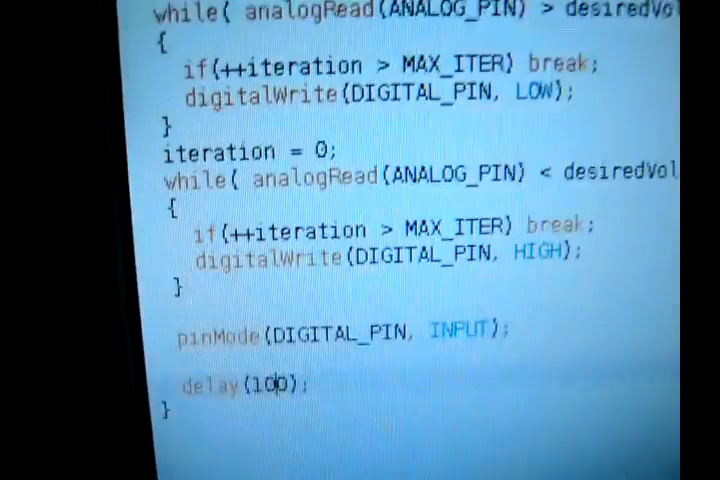 while( analogRead(ANALOG_PIN) > desiredVol
{
if(++iteration > MAX_ITER) break;
digitalWrite(DIGITAL_PIN, LOW);
}
iteration = 0;
while( analogRead(ANALOG_PIN) < desiredVol
{
if(++iteration > MAX_ITER) break;
digitalWrite(DIGITAL_PIN, HIGH);
}
pinMode(DIGITAL_PIN, INPUT);
delay(100);
}